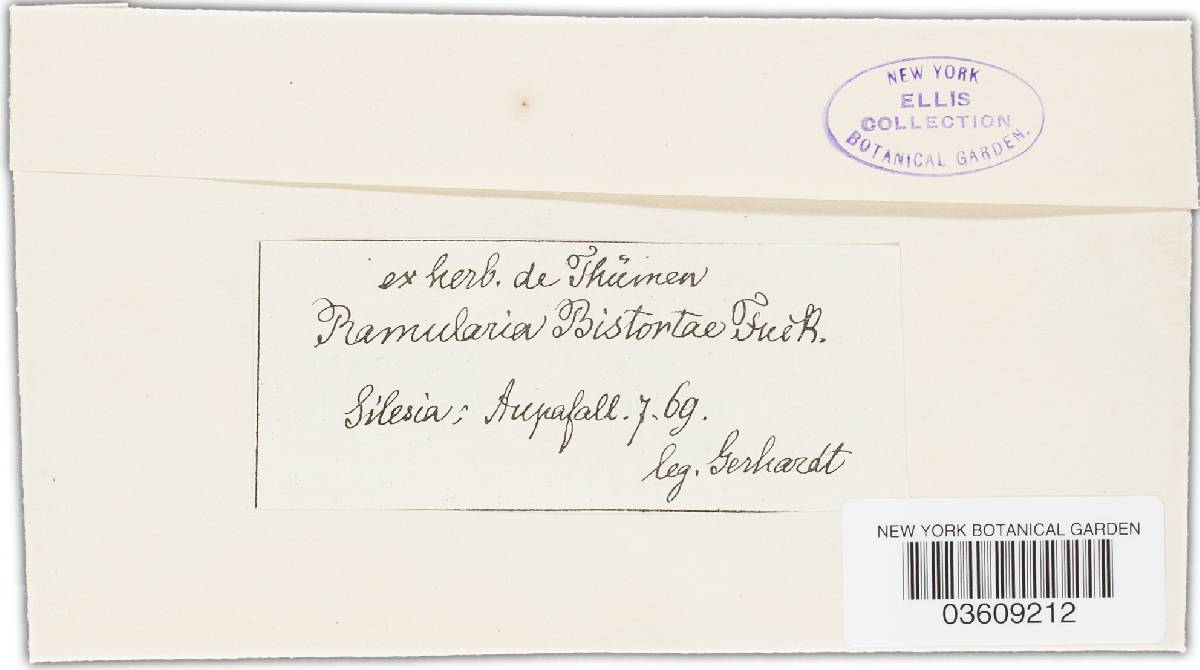 NEW YORK
ELLIS
COLLECTION
BOTANICAL GARDEN.
ex herb. de Thümen
Ramularia Bistortae Fuck.
Silesia; Aupafall. 7. 69.
leg. Gerhardt
NEW YORK BOTANICAL GARDEN
03609212